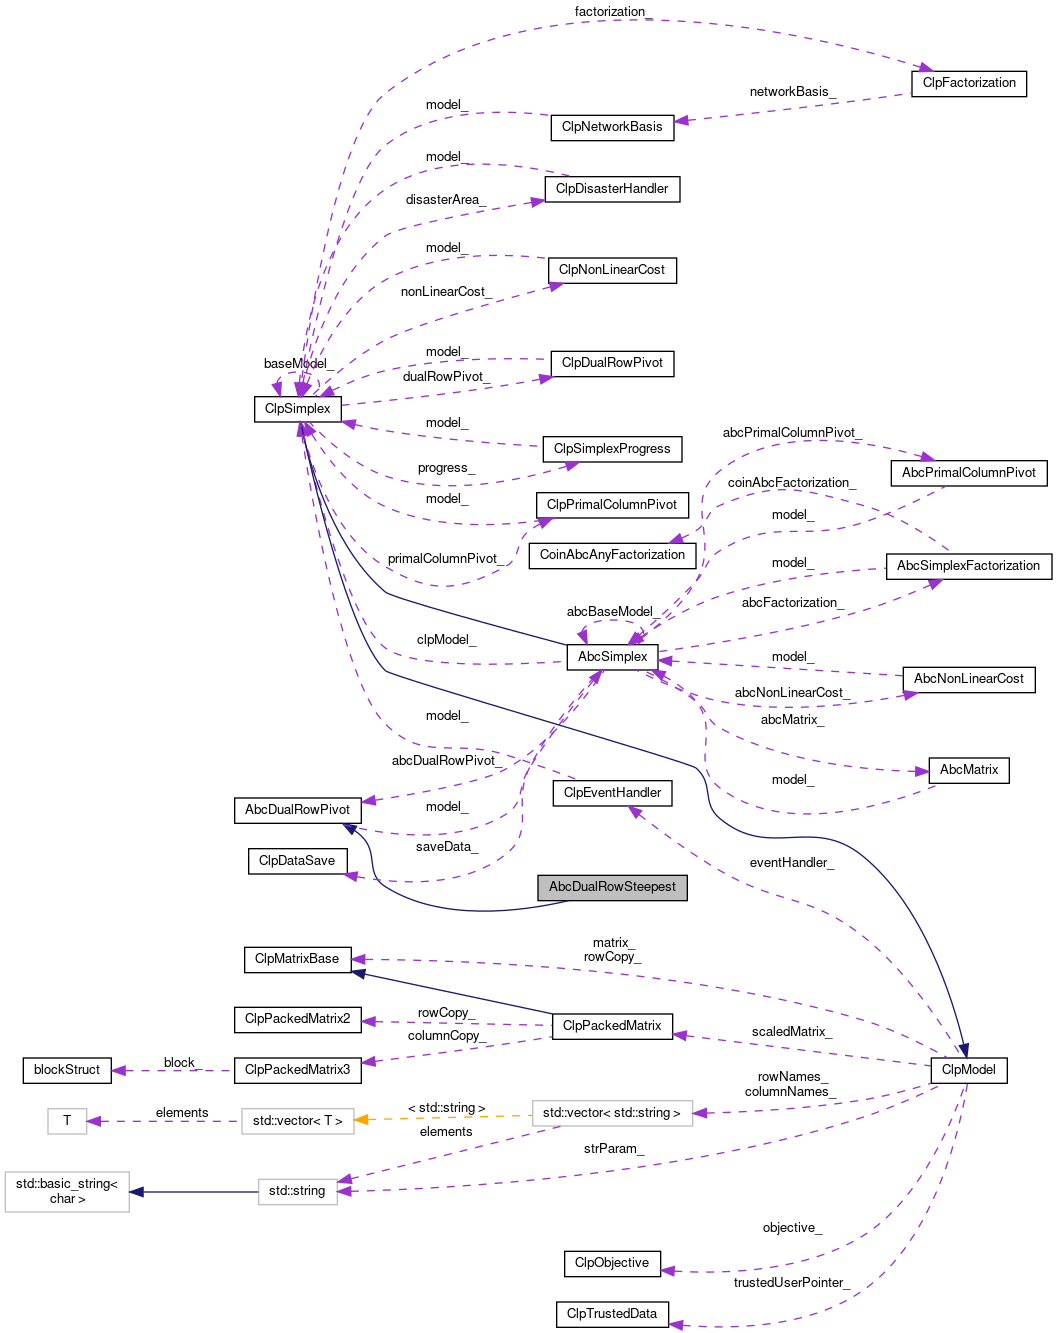 factorization_
ClpFactorization
networkBasis_
model_
ClpNetworkBasis
model_
ClpDisasterHandler
disasterArea_
model_
ClpNonLinearCost
nonLinearCost_
model_
baseModel_
ClpDualRowPivot
dualRowPivot_
ClpSimplex
model_
abcPrimalColumnPivot_
ClpSimplexProgress
progress_
AbcPrimalColumnPivot
coinAbcFactorization_
model_
ClpPrimalColumnPivot
model_
primalColumnPivot_
CoinAbcAnyFactorization
model_
AbcSimplexFactorization
abcBaseModel_
abcFactorization_
clpModel_
AbcSimplex
model_
AbcNonLinearCost
abcNonLinearCost_
model_
abcMatrix_
abcDualRowPivot_
AbcMatrix
model_
ClpEventHandler
AbcDualRowPivot
model_
saveData_
ClpDataSave
eventHandler_
AbcDualRowSteepest
matrix_
rowCopy_
ClpMatrixBase
rowCopy_
ClpPackedMatrix2
ClpPackedMatrix
scaledMatrix_
columnCopy_
block_
blockStruct
ClpPackedMatrix3
ClpModel
rowNames_
columnNames_
< std::string >
elements
T
std::vector< T >
std::vector< std::string >
elements
strParam_
std::basic_string<
char >
std::string
objective_
ClpObjective
trustedUserPointer_
ClpTrustedData